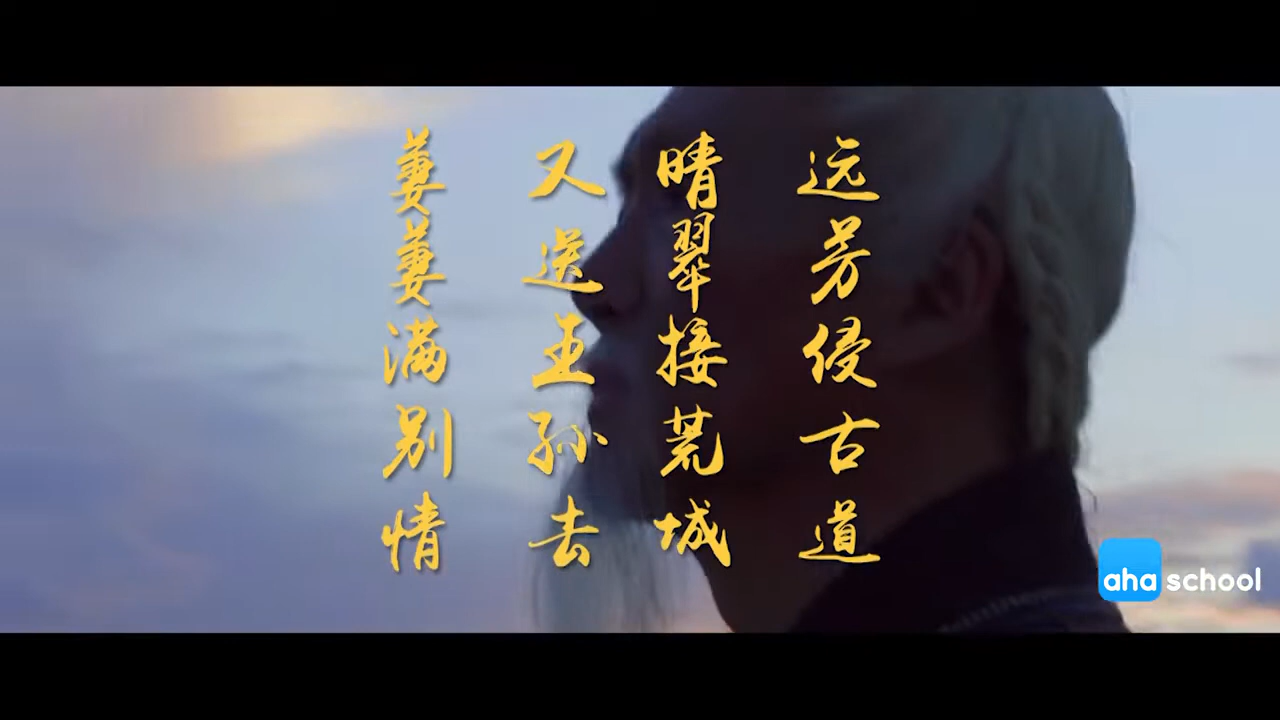 远芳侵古道
晴翠接荒城
又送王孙去
萋萋满别情
aha school